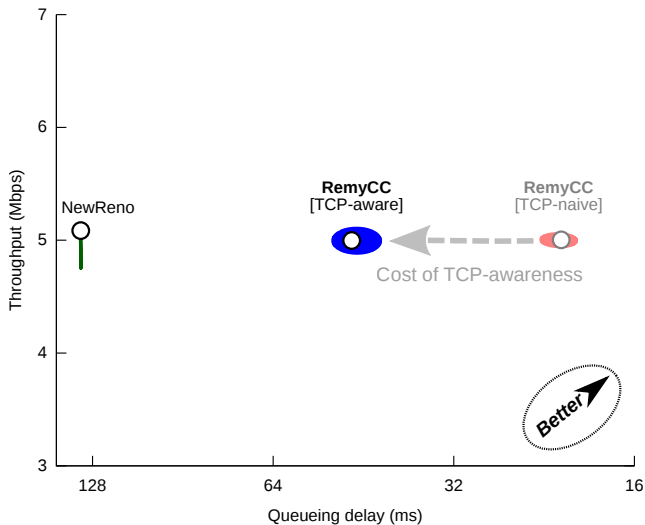 7
6
5
4
3
Throughput (Mbps)
NewReno
RemyCC
[TCP-aware]
RemyCC
[TCP-naive]
Cost of TCP-awareness
Better
128
64
32
16
Queueing delay (ms)